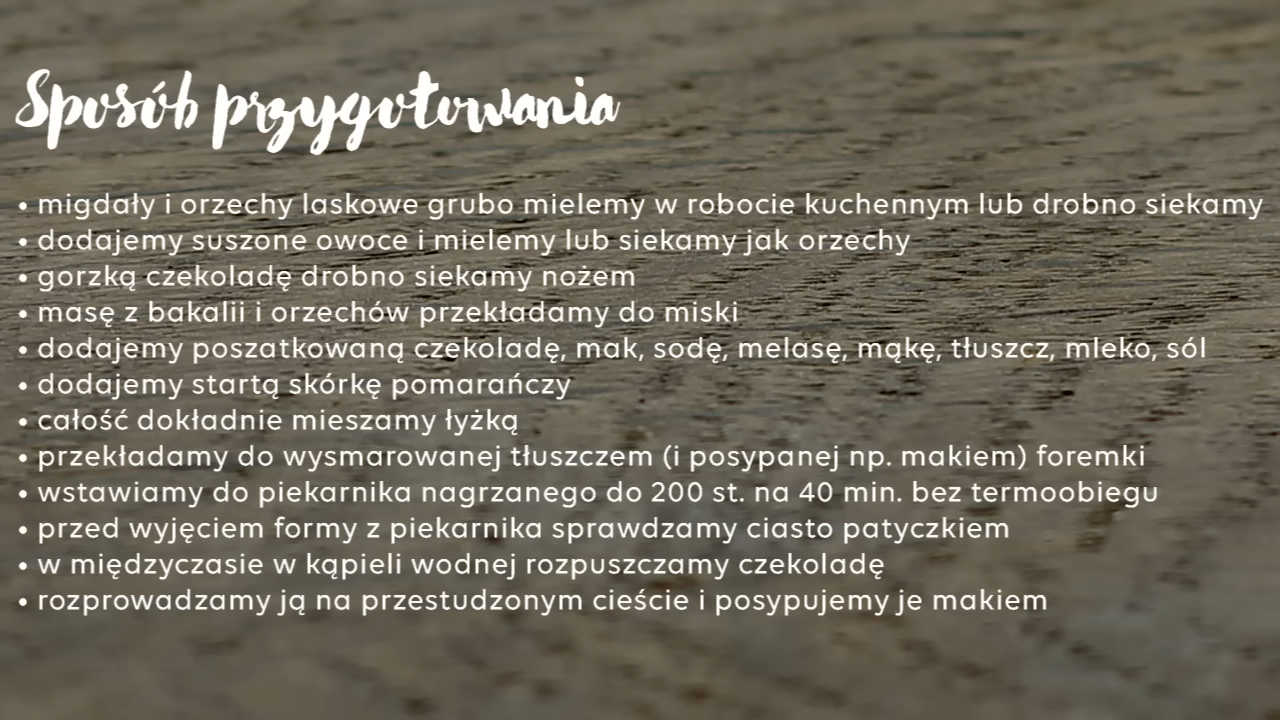 Sposób przygotowania
• migdały i orzechy laskowe grubo mielemy w robocie kuchennym lub drobno siekamy
• dodajemy suszone owoce i mielemy lub siekamy jak orzechy
• gorzką czekoladę drobno siekamy nożem
• masę z bakalii i orzechów przekładamy do miski
• dodajemy poszatkowaną czekoladę, mak, sodę, melasę, mąkę, tłuszcz, mleko, sól
• dodajemy startą skórkę pomarańczy
• całość dokładnie mieszamy łyżką
• przekładamy do wysmarowanej tłuszczem (i posypanej np. makiem) foremki
• wstawiamy do piekarnika nagrzanego do 200 st. na 40 min. bez termoobiegu
• przed wyjęciem formy z piekarnika sprawdzamy ciasto patyczkiem
• w międzyczasie w kąpieli wodnej rozpuszczamy czekoladę
• rozprowadzamy ją na przestudzonym cieście i posypujemy je makiem